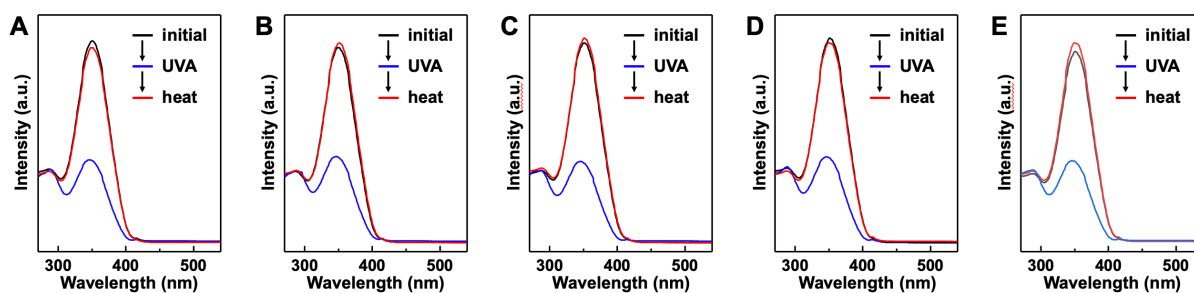 A
initial
UVA
heat
Intensity (a.u.)
300 400 500
Wavelength (nm)
B
initial
UVA
heat
Intensity (a.u.)
300 400 500
Wavelength (nm)
C
initial
UVA
heat
Intensity (a.u.)
300 400 500
Wavelength (nm)
D
initial
UVA
heat
Intensity (a.u.)
300 400 500
Wavelength (nm)
E
initial
UVA
heat
Intensity (a.u.)
300 400 500
Wavelength (nm)